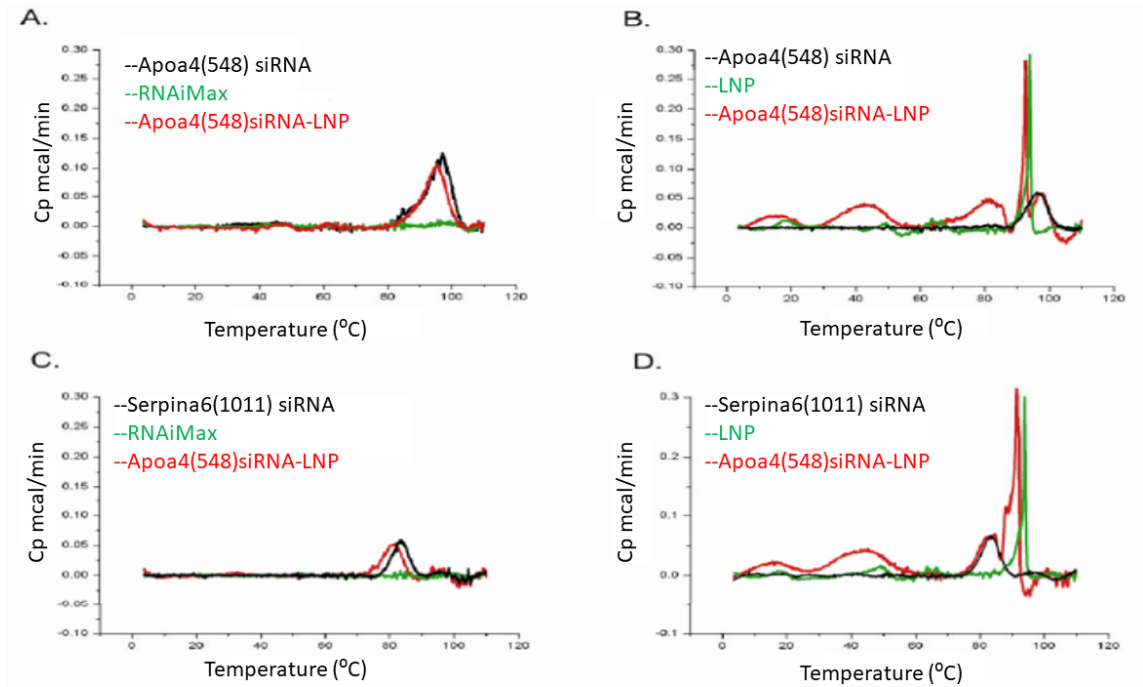 A.
--Apoa4(548) siRNA
--RNAiMax
--Apoa4(548)siRNA-LNP
Cp mcal/min
0.30
0.25
0.20
0.15
0.10
0.05
0.00
-0.05
-0.10
0 20 40 60 80 100 120
Temperature (⁰C)
B.
--Apoa4(548) siRNA
--LNP
--Apoa4(548)siRNA-LNP
Cp mcal/min
0.30
0.25
0.20
0.15
0.10
0.05
0.00
-0.05
-0.10
0 20 40 60 80 100 120
Temperature (⁰C)
C.
--Serpina6(1011) siRNA
--RNAiMax
--Apoa4(548)siRNA-LNP
Cp mcal/min
0.30
0.25
0.20
0.15
0.10
0.05
0.00
-0.05
-0.10
0 20 40 60 80 100 120
Temperature (⁰C)
D.
--Serpina6(1011) siRNA
--LNP
--Apoa4(548)siRNA-LNP
Cp mcal/min
0.3
0.2
0.1
0.0
-0.1
0 20 40 60 80 100 120
Temperature (⁰C)